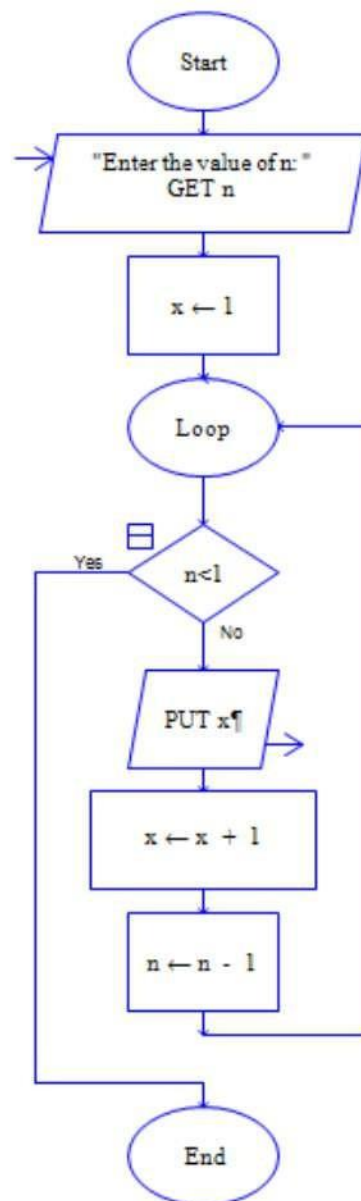 Start
"Enter the value of n: "
GET n
x ← 1
Loop
Yes
n<1
No
PUT x¶
x ← x + 1
n ← n - 1
End